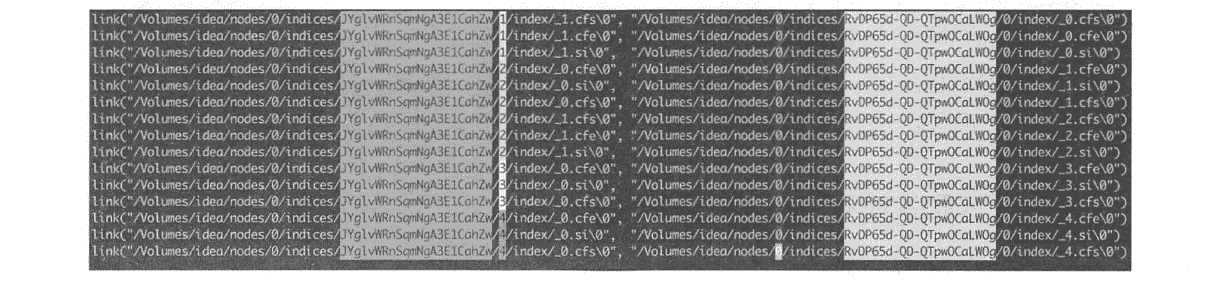 link("/Volumes/idea/nodes/0/indices/JYglvWRnSqmNgA3E1CahZw/1/index/_1.cfs\0", "/Volumes/idea/nodes/0/indices/RvDP65d-QD-QTpwOCaLWOg/0/index/_0.cfs\0")
link("/Volumes/idea/nodes/0/indices/JYglvWRnSqmNgA3E1CahZw/1/index/_1.cfe\0", "/Volumes/idea/nodes/0/indices/RvDP65d-QD-QTpwOCaLWOg/0/index/_0.cfe\0")
link("/Volumes/idea/nodes/0/indices/JYglvWRnSqmNgA3E1CahZw/1/index/_1.si\0", "/Volumes/idea/nodes/0/indices/RvDP65d-QD-QTpwOCaLWOg/0/index/_0.si\0")
link("/Volumes/idea/nodes/0/indices/JYglvWRnSqmNgA3E1CahZw/2/index/_0.cfe\0", "/Volumes/idea/nodes/0/indices/RvDP65d-QD-QTpwOCaLWOg/0/index/_1.cfe\0")
link("/Volumes/idea/nodes/0/indices/JYglvWRnSqmNgA3E1CahZw/2/index/_0.si\0", "/Volumes/idea/nodes/0/indices/RvDP65d-QD-QTpwOCaLWOg/0/index/_1.si\0")
link("/Volumes/idea/nodes/0/indices/JYglvWRnSqmNgA3E1CahZw/2/index/_0.cfs\0", "/Volumes/idea/nodes/0/indices/RvDP65d-QD-QTpwOCaLWOg/0/index/_1.cfs\0")
link("/Volumes/idea/nodes/0/indices/JYglvWRnSqmNgA3E1CahZw/2/index/_1.cfs\0", "/Volumes/idea/nodes/0/indices/RvDP65d-QD-QTpwOCaLWOg/0/index/_2.cfs\0")
link("/Volumes/idea/nodes/0/indices/JYglvWRnSqmNgA3E1CahZw/2/index/_1.cfe\0", "/Volumes/idea/nodes/0/indices/RvDP65d-QD-QTpwOCaLWOg/0/index/_2.cfe\0")
link("/Volumes/idea/nodes/0/indices/JYglvWRnSqmNgA3E1CahZw/2/index/_1.si\0", "/Volumes/idea/nodes/0/indices/RvDP65d-QD-QTpwOCaLWOg/0/index/_2.si\0")
link("/Volumes/idea/nodes/0/indices/JYglvWRnSqmNgA3E1CahZw/3/index/_0.cfe\0", "/Volumes/idea/nodes/0/indices/RvDP65d-QD-QTpwOCaLWOg/0/index/_3.cfe\0")
link("/Volumes/idea/nodes/0/indices/JYglvWRnSqmNgA3E1CahZw/3/index/_0.si\0", "/Volumes/idea/nodes/0/indices/RvDP65d-QD-QTpwOCaLWOg/0/index/_3.si\0")
link("/Volumes/idea/nodes/0/indices/JYglvWRnSqmNgA3E1CahZw/3/index/_0.cfs\0", "/Volumes/idea/nodes/0/indices/RvDP65d-QD-QTpwOCaLWOg/0/index/_3.cfs\0")
link("/Volumes/idea/nodes/0/indices/JYglvWRnSqmNgA3E1CahZw/4/index/_0.cfe\0", "/Volumes/idea/nodes/0/indices/RvDP65d-QD-QTpwOCaLWOg/0/index/_4.cfe\0")
link("/Volumes/idea/nodes/0/indices/JYglvWRnSqmNgA3E1CahZw/4/index/_0.si\0", "/Volumes/idea/nodes/0/indices/RvDP65d-QD-QTpwOCaLWOg/0/index/_4.si\0")
link("/Volumes/idea/nodes/0/indices/JYglvWRnSqmNgA3E1CahZw/4/index/_0.cfs\0", "/Volumes/idea/nodes/0/indices/RvDP65d-QD-QTpwOCaLWOg/0/index/_4.cfs\0")